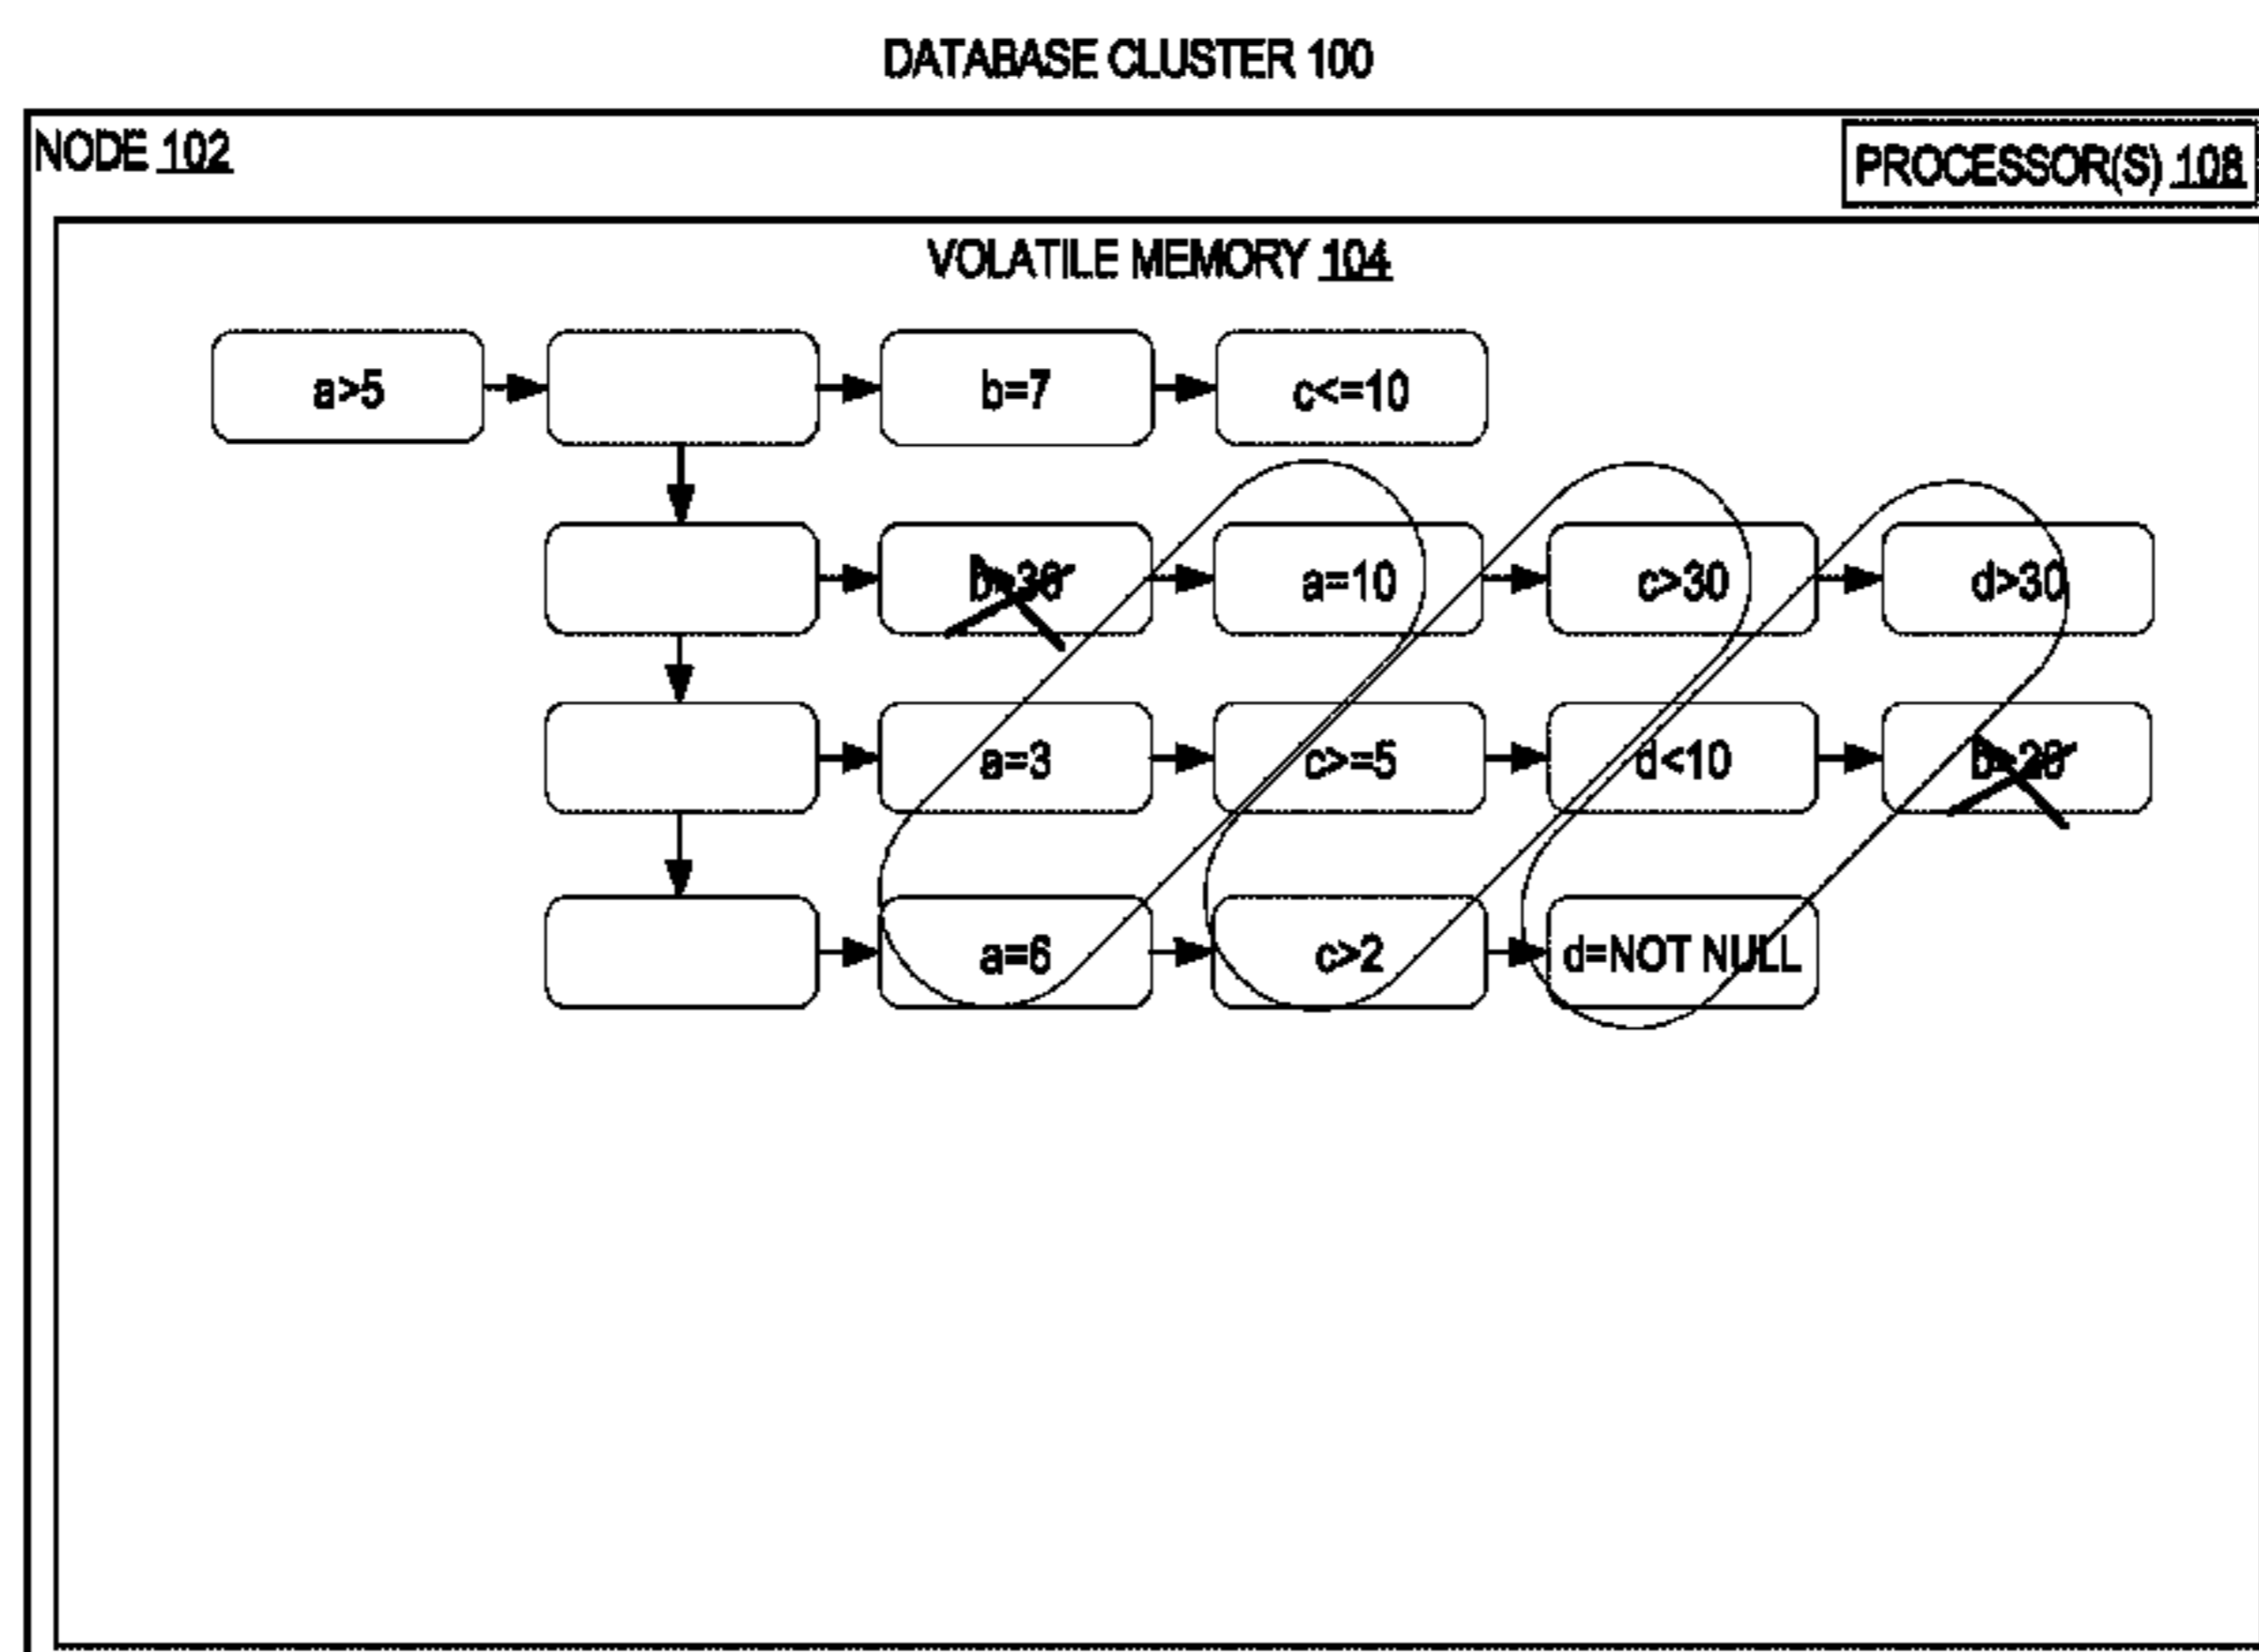 DATABASE CLUSTER 100
NODE 102
PROCESSOR(S) 108
VOLATILE MEMORY 104
a>5
b=7
c<=10
a=10
c>30
d>30
a=3
c>=5
d<10
a=6
c>2
d=NOT NULL